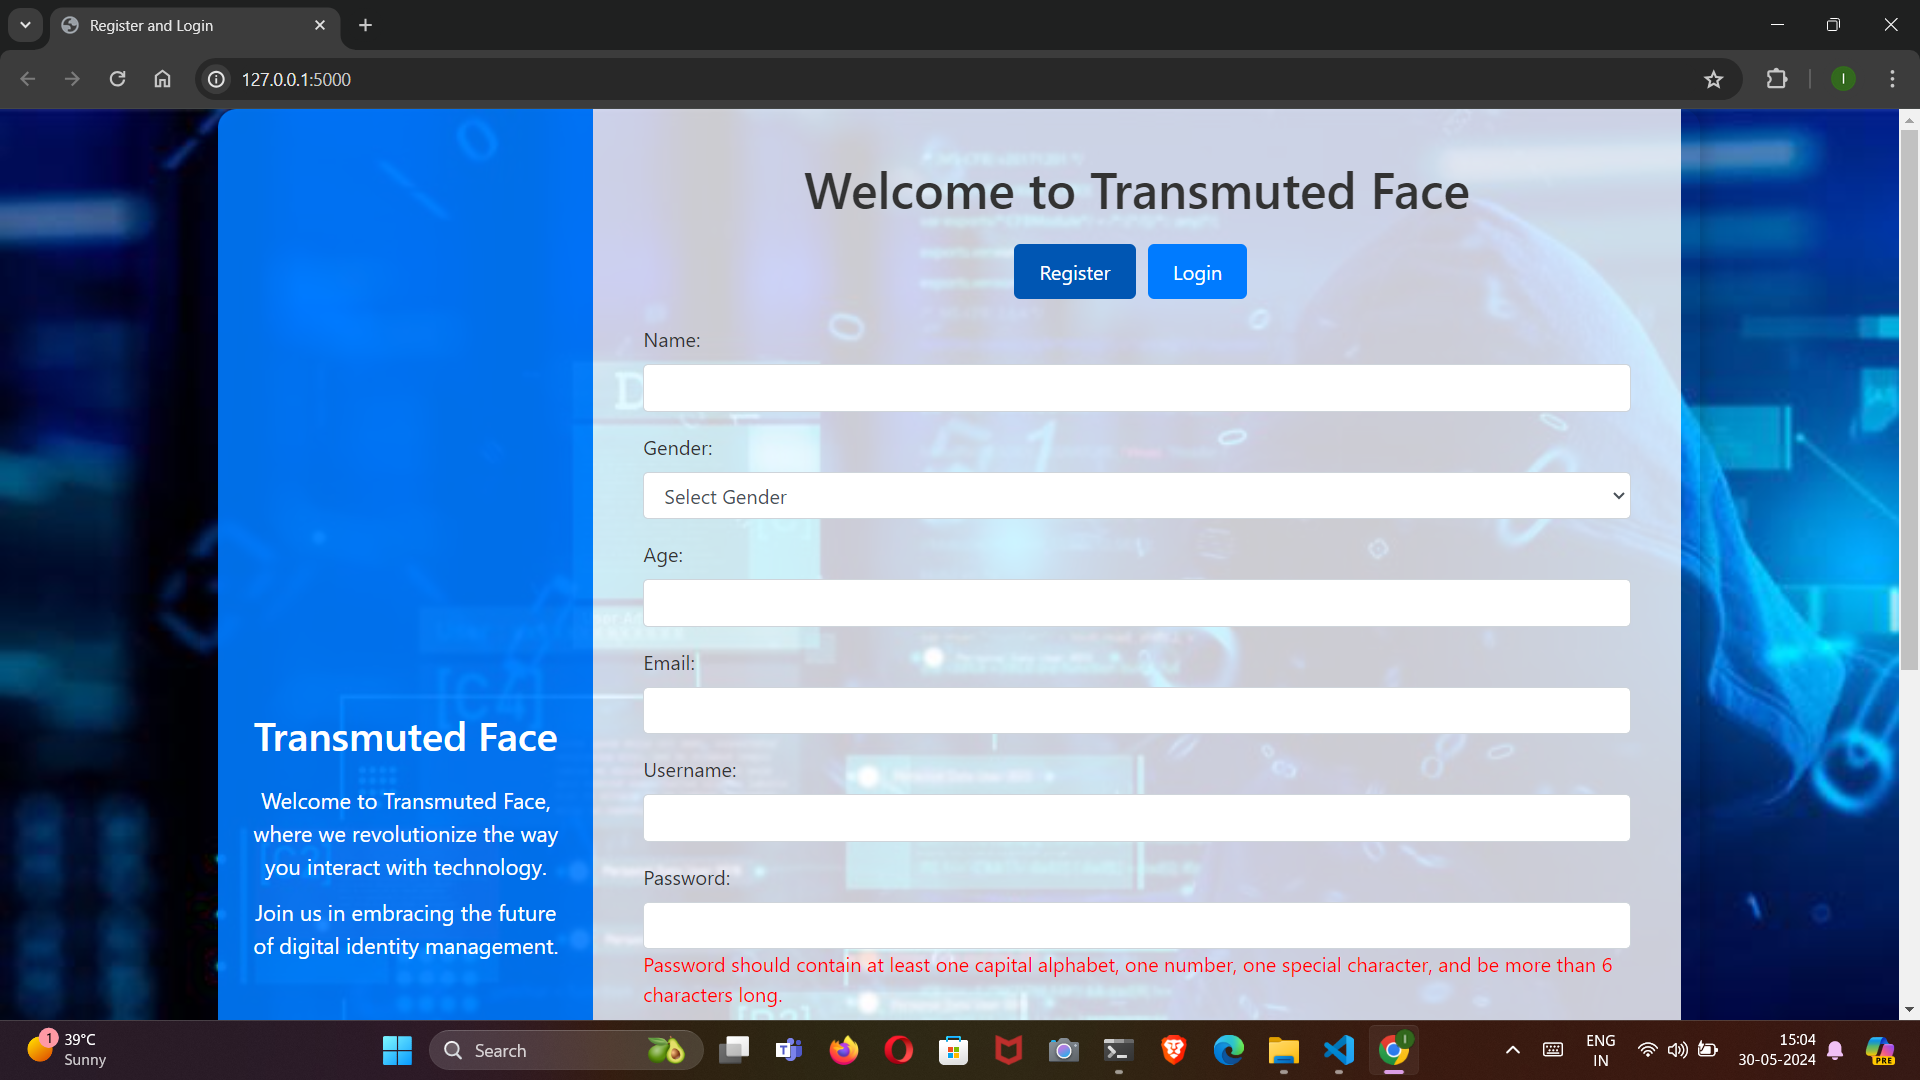 Register and Login
127.0.0.1:5000
I
Welcome to Transmuted Face
Register Login
Name:
Gender:
Select Gender
Age:
Email:
Username:
Password:
Password should contain at least one capital alphabet, one number, one special character, and be more than 6
characters long.
Transmuted Face
Welcome to Transmuted Face,
where we revolutionize the way
you interact with technology.
Join us in embracing the future
of digital identity management.
1
39°C
Sunny
Search
I
ENG
IN
15:04
30-05-2024
PRE